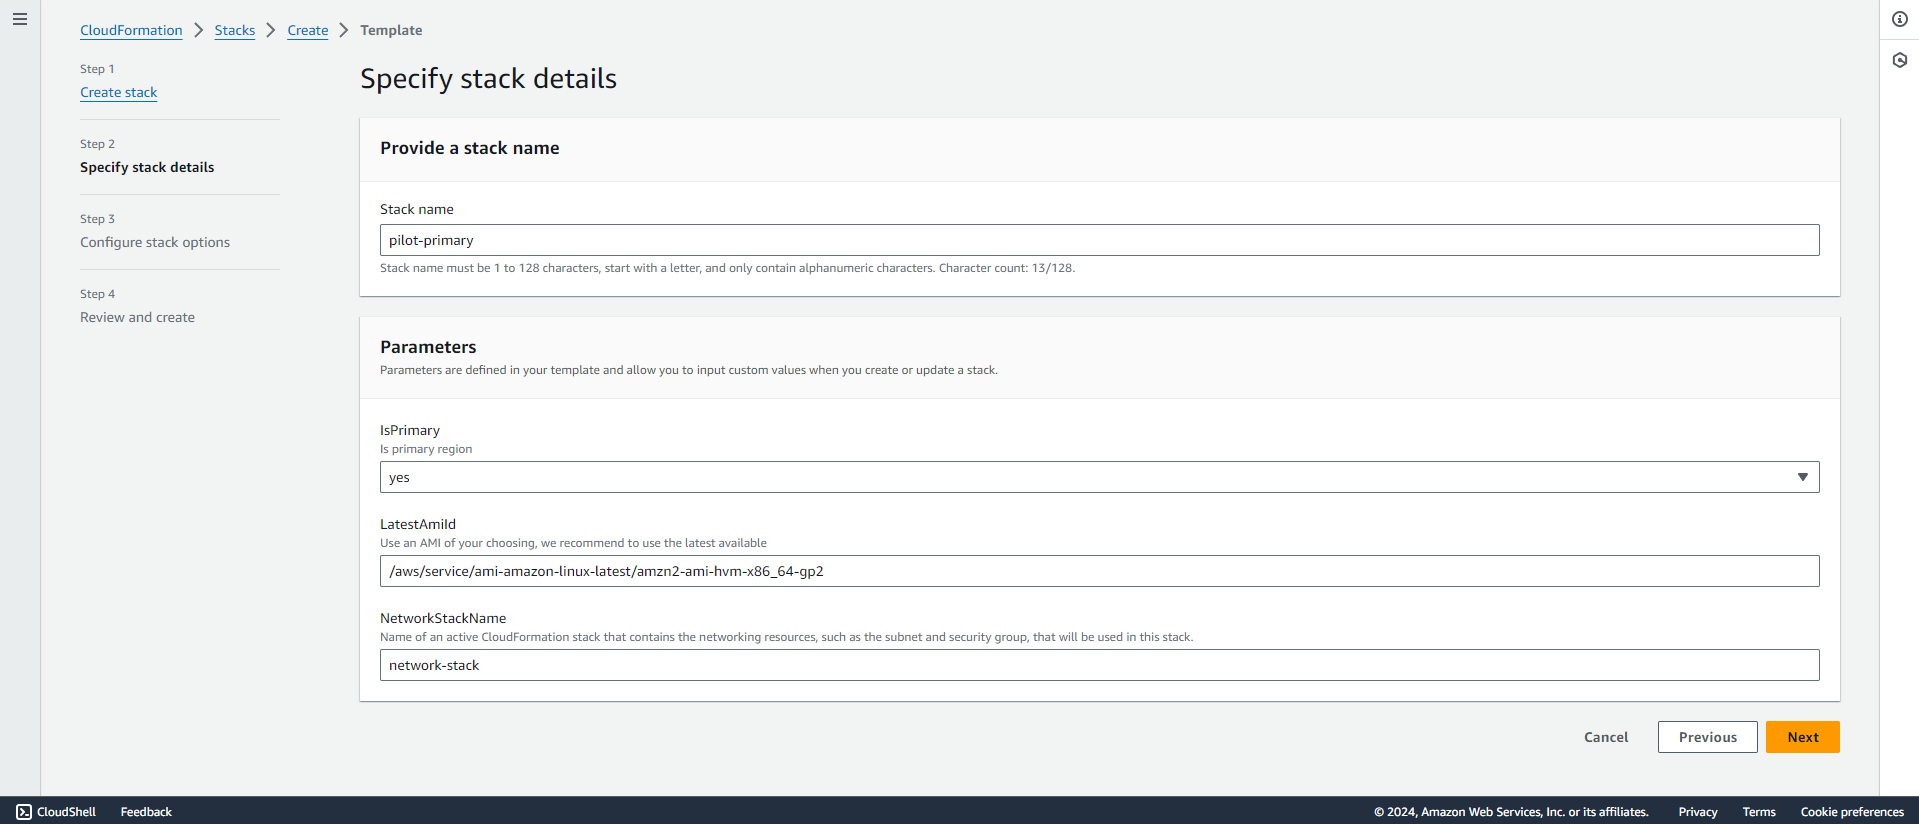 CloudFormation > Stacks > Create > Template
Step 1
Create stack
Step 2
Specify stack details
Step 3
Configure stack options
Step 4
Review and create
Specify stack details
Provide a stack name
Stack name
pilot-primary
Stack name must be 1 to 128 characters, start with a letter, and only contain alphanumeric characters. Character count: 13/128.
Parameters
Parameters are defined in your template and allow you to input custom values when you create or update a stack.
IsPrimary
Is primary region
yes
LatestAmiId
Use an AMI of your choosing, we recommend to use the latest available
/aws/service/ami-amazon-linux-latest/amzn2-ami-hvm-x86_64-gp2
NetworkStackName
Name of an active CloudFormation stack that contains the networking resources, such as the subnet and security group, that will be used in this stack.
network-stack
Cancel Previous Next
CloudShell Feedback © 2024, Amazon Web Services, Inc. or its affiliates. Privacy Terms Cookie preferences